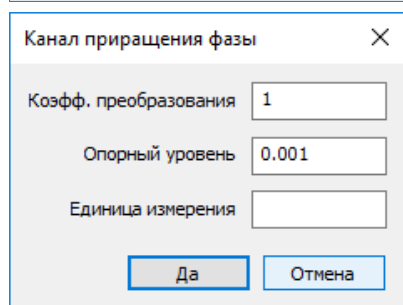 Канал приращения фазы
Коэфф. преобразования 1
Опорный уровень 0.001
Единица измерения
Да Отмена